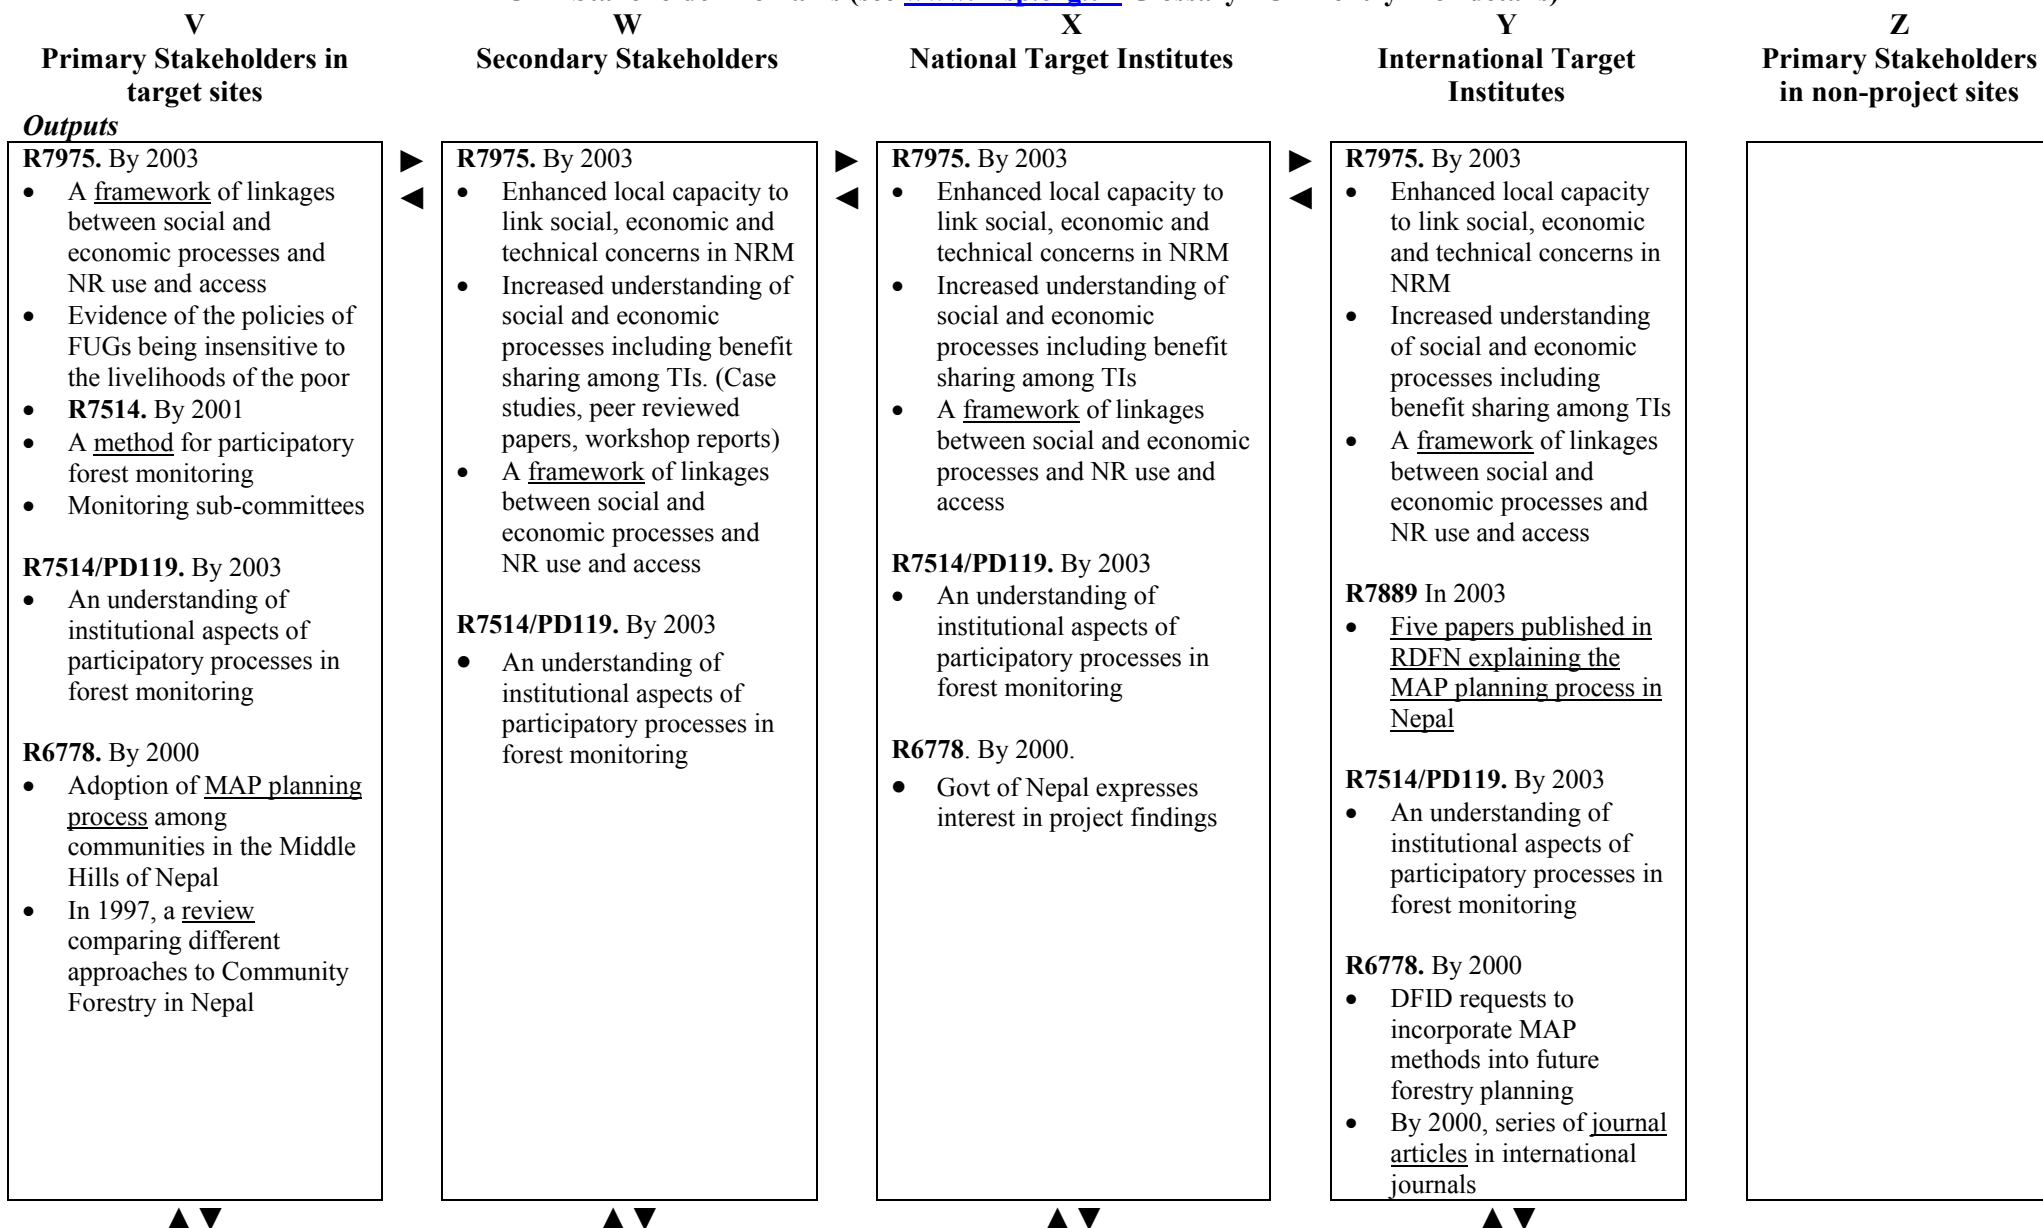 V
Primary Stakeholders in
target sites
W
Secondary Stakeholders
X
National Target Institutes
Y
International Target
Institutes
Z
Primary Stakeholders
in non-project sites
Outputs
R7975. By 2003
• A framework of linkages
between social and
economic processes and
NR use and access
• Evidence of the policies of
FUGs being insensitive to
the livelihoods of the poor
• R7514. By 2001
• A method for participatory
forest monitoring
• Monitoring sub-committees
R7514/PD119. By 2003
• An understanding of
institutional aspects of
participatory processes in
forest monitoring
R6778. By 2000
• Adoption of MAP planning
process among
communities in the Middle
Hills of Nepal
• In 1997, a review
comparing different
approaches to Community
Forestry in Nepal
R7975. By 2003
• Enhanced local capacity to
link social, economic and
technical concerns in NRM
• Increased understanding of
social and economic
processes including benefit
sharing among TIs. (Case
studies, peer reviewed
papers, workshop reports)
• A framework of linkages
between social and
economic processes and
NR use and access
R7514/PD119. By 2003
• An understanding of
institutional aspects of
participatory processes in
forest monitoring
R7975. By 2003
• Enhanced local capacity to
link social, economic and
technical concerns in NRM
• Increased understanding of
social and economic
processes including benefit
sharing among TIs
• A framework of linkages
between social and economic
processes and NR use and
access
R7514/PD119. By 2003
• An understanding of
institutional aspects of
participatory processes in
forest monitoring
R6778. By 2000.
• Govt of Nepal expresses
interest in project findings
R7975. By 2003
• Enhanced local capacity
to link social, economic
and technical concerns in
NRM
• Increased understanding
of social and economic
processes including
benefit sharing among TIs
• A framework of linkages
between social and
economic processes and
NR use and access
R7889 In 2003
• Five papers published in
RDFN explaining the
MAP planning process in
Nepal
R7514/PD119. By 2003
• An understanding of
institutional aspects of
participatory processes in
forest monitoring
R6778. By 2000
• DFID requests to
incorporate MAP
methods into future
forestry planning
• By 2000, series of journal
articles in international
journals